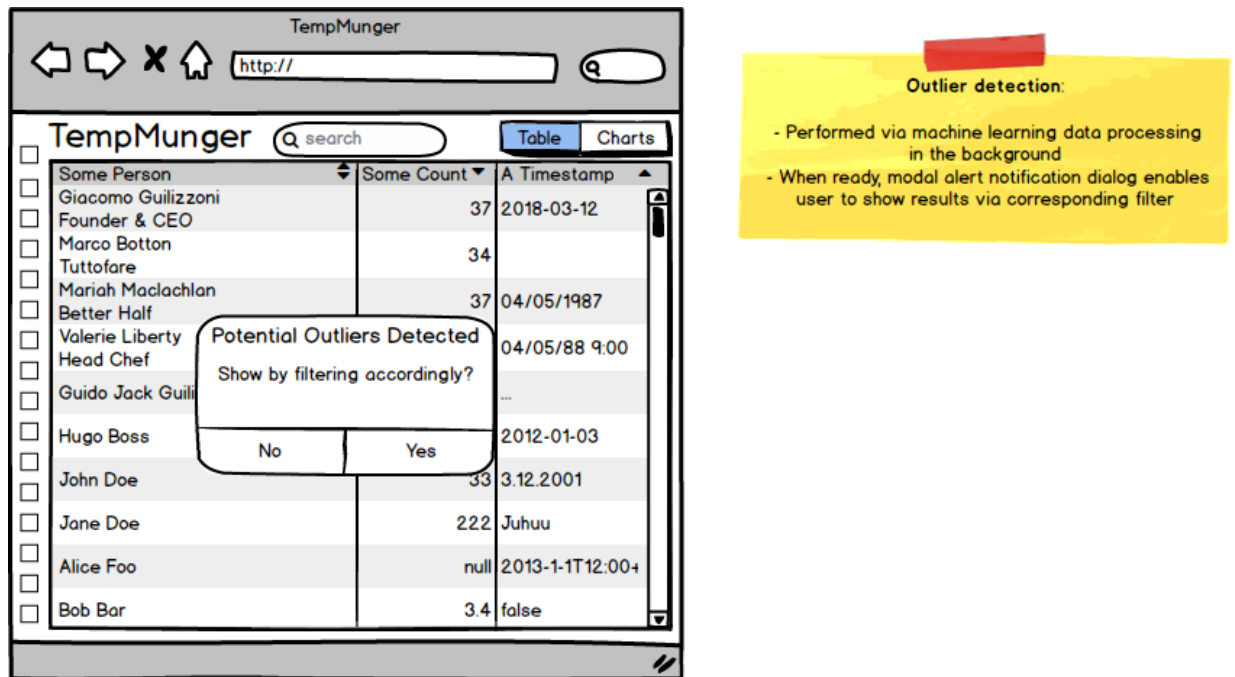 TempMunger
http://
TempMunger
search
Table
Charts
Some Person
Some Count
A Timestamp
Giacomo Guilizzoni
Founder & CEO
37
2018-03-12
Marco Botton
Tuttofare
34
Mariah Maclachlan
Better Half
37
04/05/1987
Valerie Liberty
Head Chef
04/05/88 9:00
Guido Jack Guili
...
Hugo Boss
2012-01-03
John Doe
33
3.12.2001
Jane Doe
222
Juhuu
Alice Foo
null
2013-1-1T12:00+
Bob Bar
3.4
false
Potential Outliers Detected
Show by filtering accordingly?
No
Yes
Outlier detection:
- Performed via machine learning data processing
in the background
- When ready, modal alert notification dialog enables
user to show results via corresponding filter